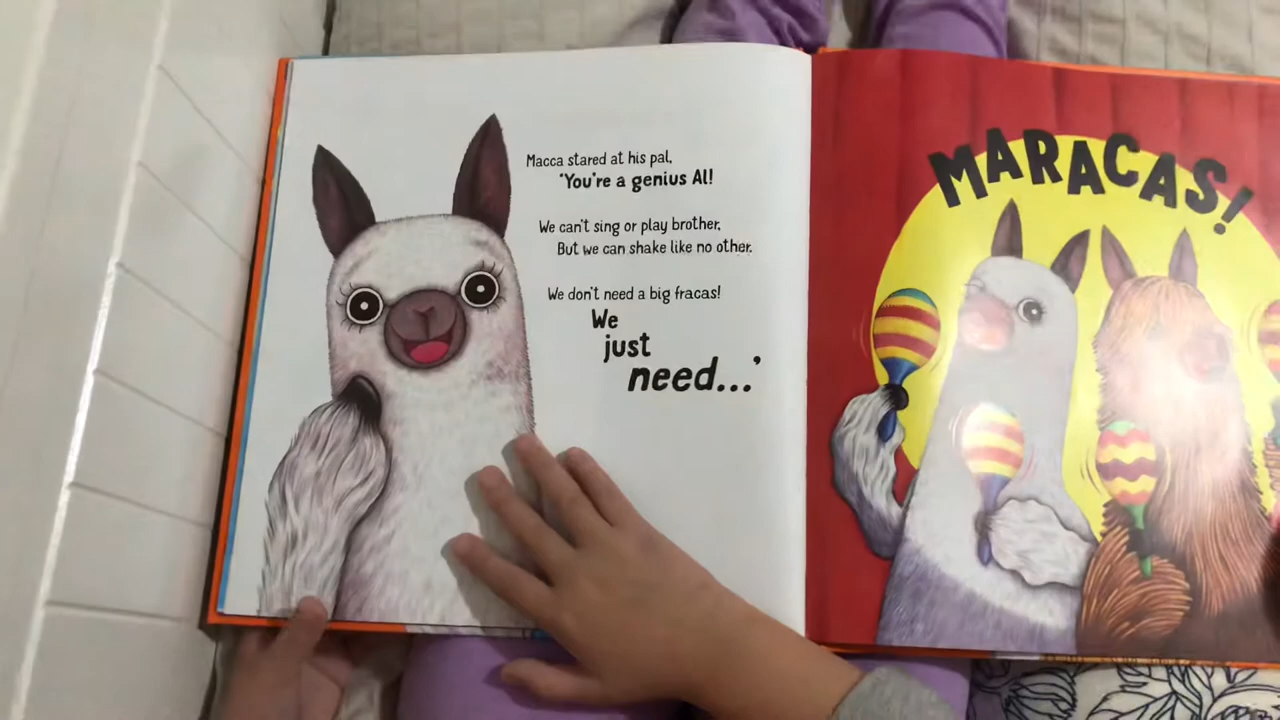 Macca stared at his pal,
'You're a genius Al!
We can't sing or play brother,
But we can shake like no other.
We don't need a big fracas!
We
just
need...'
MARACAS!